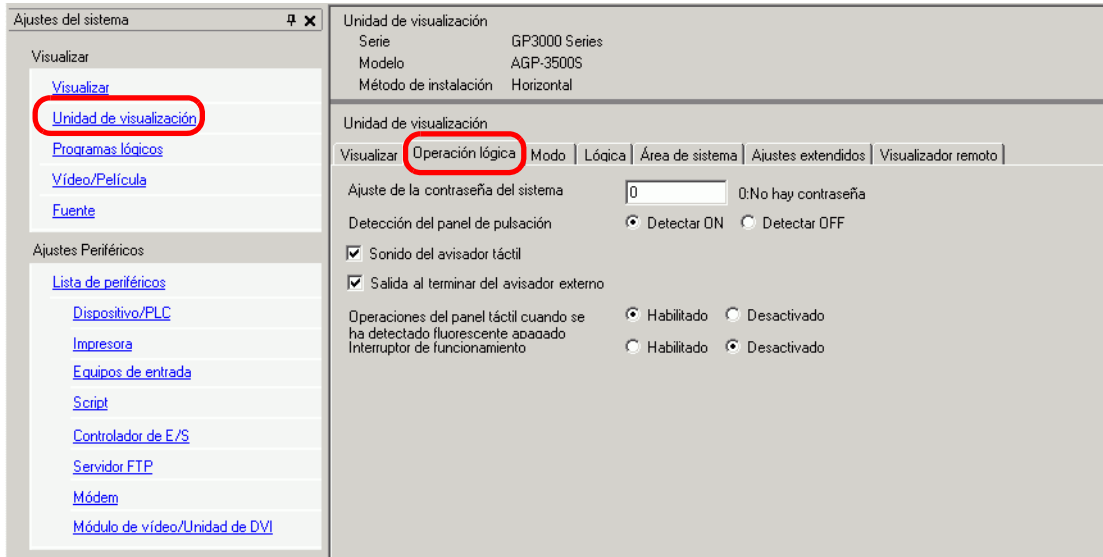 Ajustes del sistema
Visualizar
Visualizar
Unidad de visualización
Programas lógicos
Vídeo/Película
Fuente
Ajustes Periféricos
Lista de periféricos
Dispositivo/PLC
Impresora
Equipos de entrada
Script
Controlador de E/S
Servidor FTP
Módem
Módulo de vídeo/Unidad de DVI
Unidad de visualización
Serie GP3000 Series
Modelo AGP-3500S
Método de instalación Horizontal
Unidad de visualización
Visualizar Operación lógica Modo Lógica Área de sistema Ajustes extendidos Visualizador remoto
Ajuste de la contraseña del sistema 0 0:No hay contraseña
Detección del panel de pulsación Detectar ON Detectar OFF
Sonido del avisador táctil
Salida al terminar del avisador externo
Operaciones del panel táctil cuando se Habilitado Desactivado
ha detectado fluorescente apagado
Interruptor de funcionamiento Habilitado Desactivado